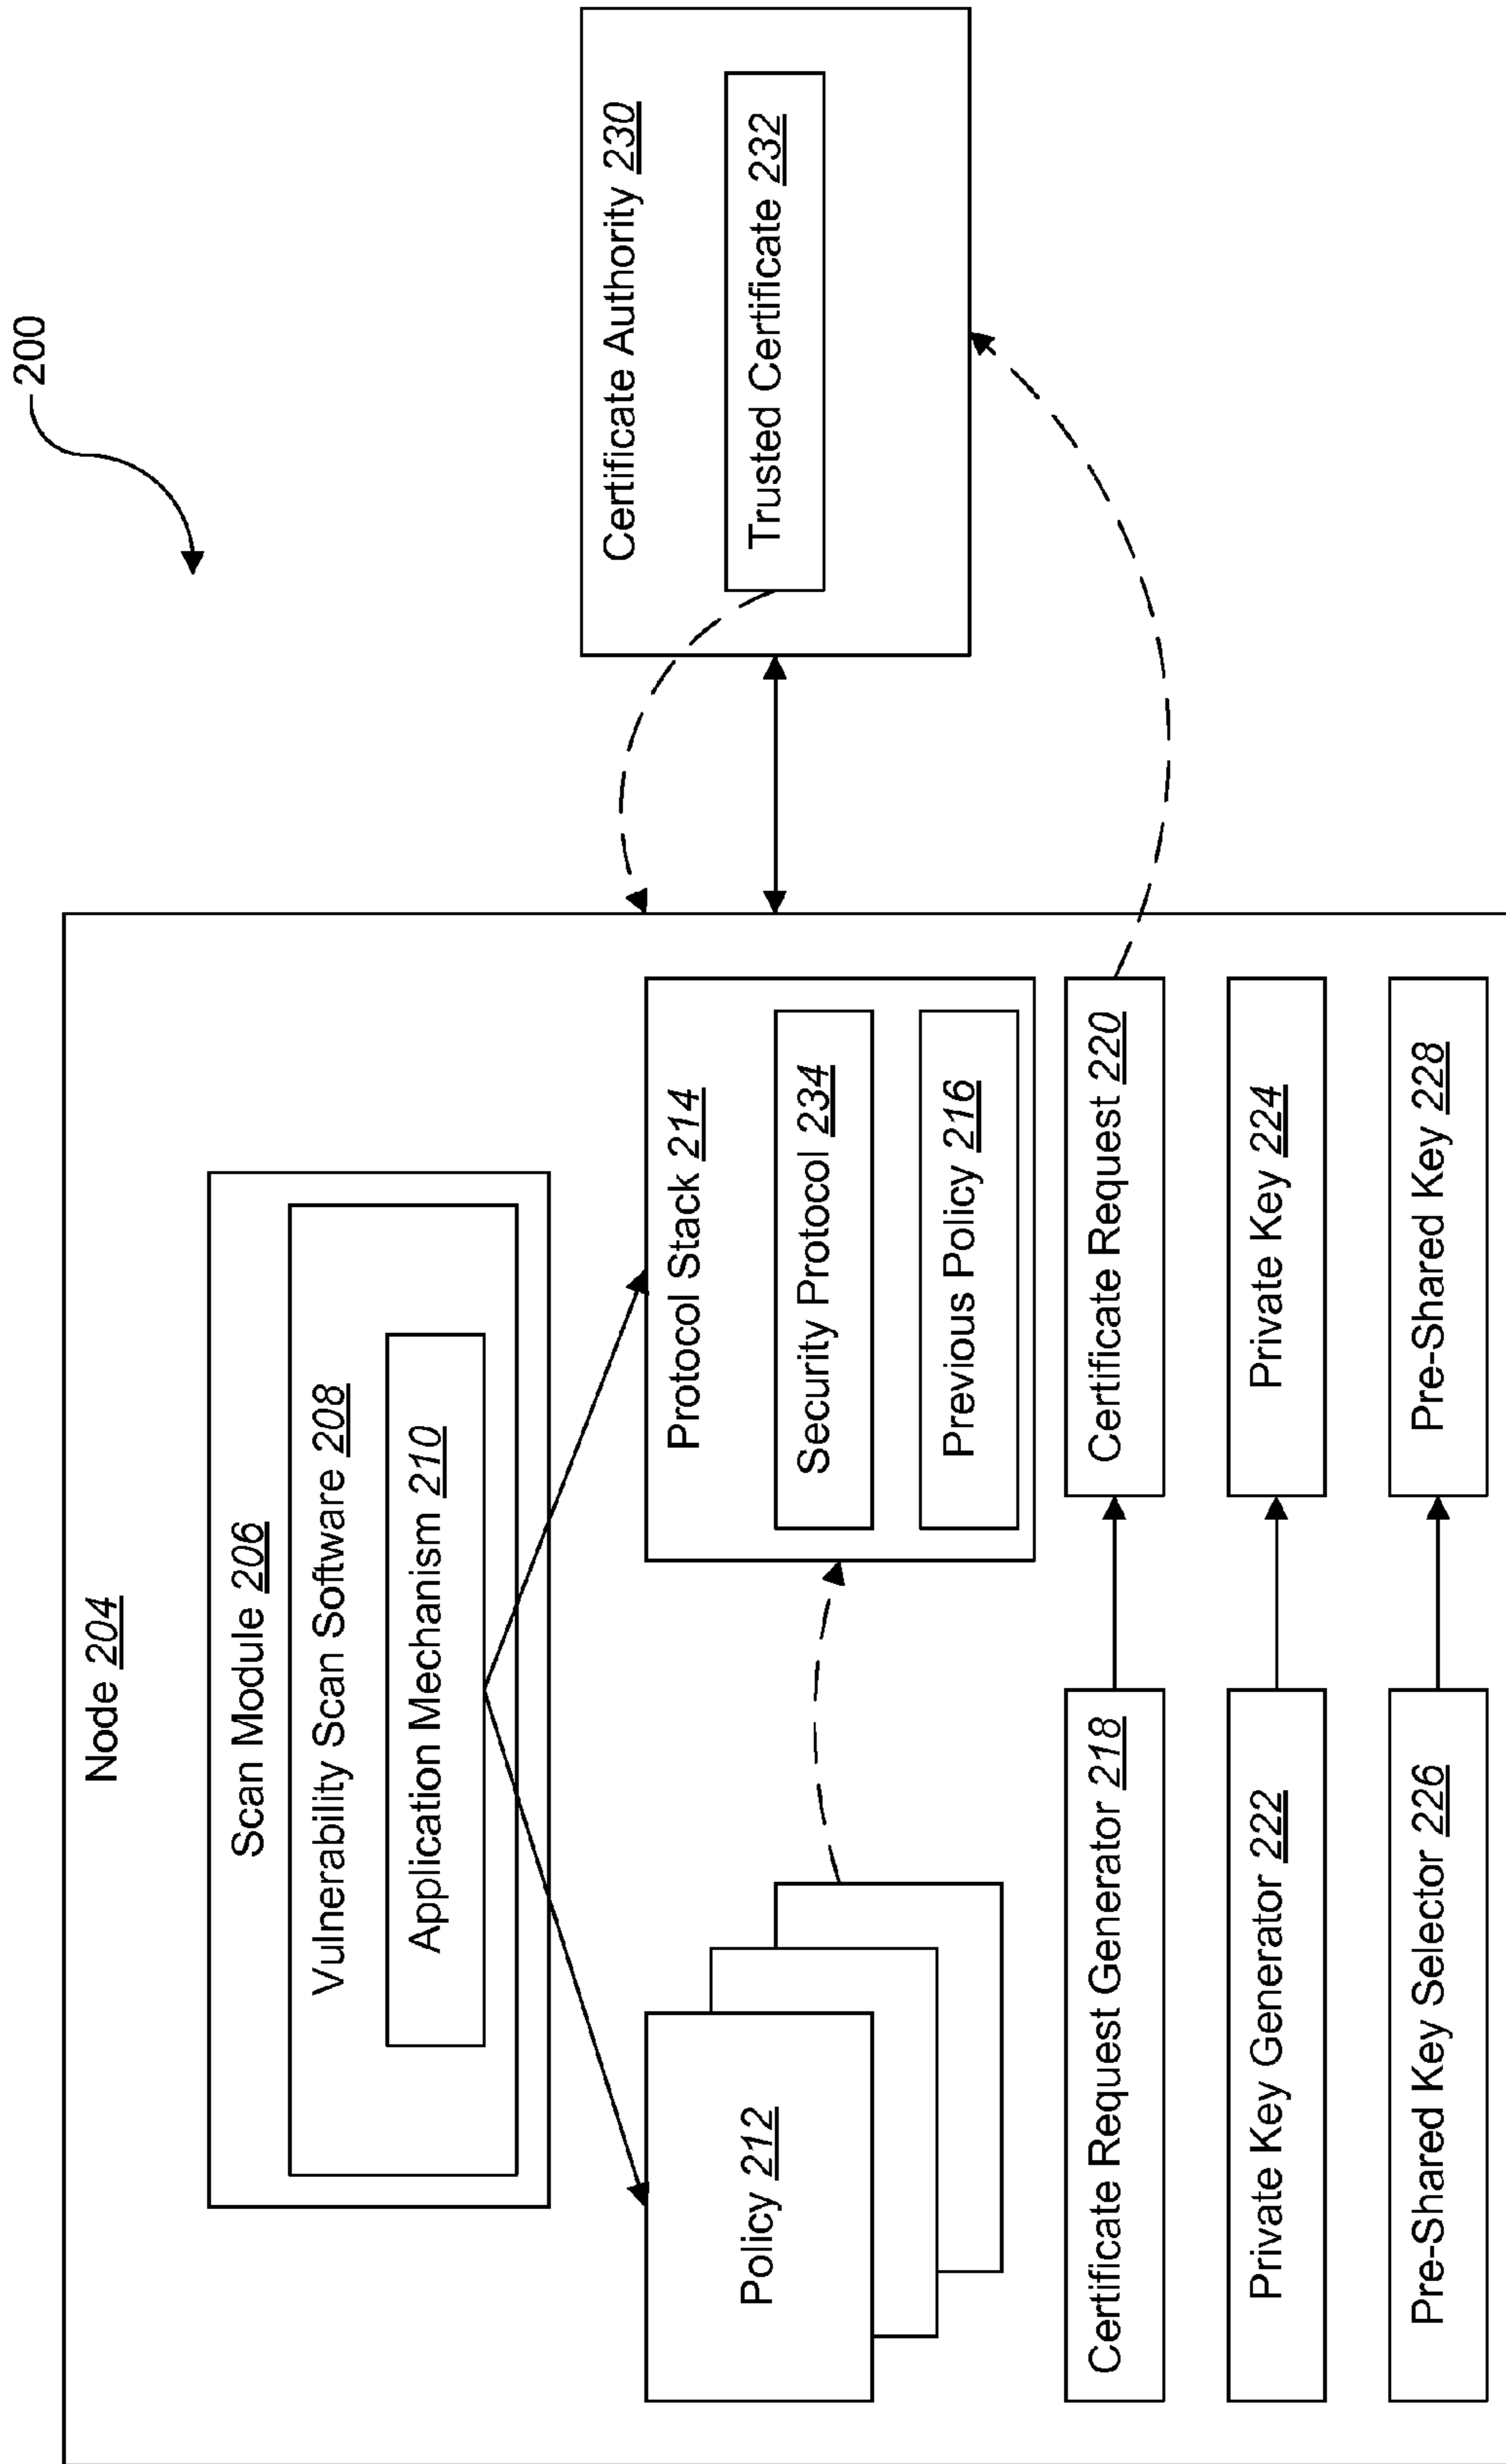 200
Node 204
Scan Module 206
Vulnerability Scan Software 208
Application Mechanism 210
Policy 212
Protocol Stack 214
Security Protocol 234
Previous Policy 216
Certificate Request Generator 218
Certificate Request 220
Private Key Generator 222
Private Key 224
Pre-Shared Key Selector 226
Pre-Shared Key 228
Certificate Authority 230
Trusted Certificate 232